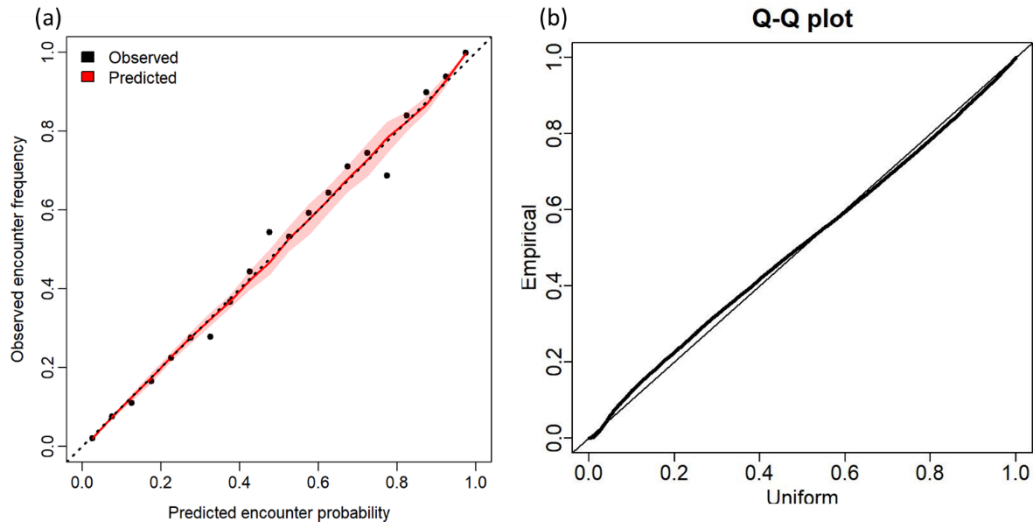 (a)
Observed
Predicted
Observed encounter frequency
0.0 0.2 0.4 0.6 0.8 1.0
0.0 0.2 0.4 0.6 0.8 1.0
Predicted encounter probability
(b)
Q-Q plot
Empirical
0.0 0.2 0.4 0.6 0.8 1.0
0.0 0.2 0.4 0.6 0.8 1.0
Uniform